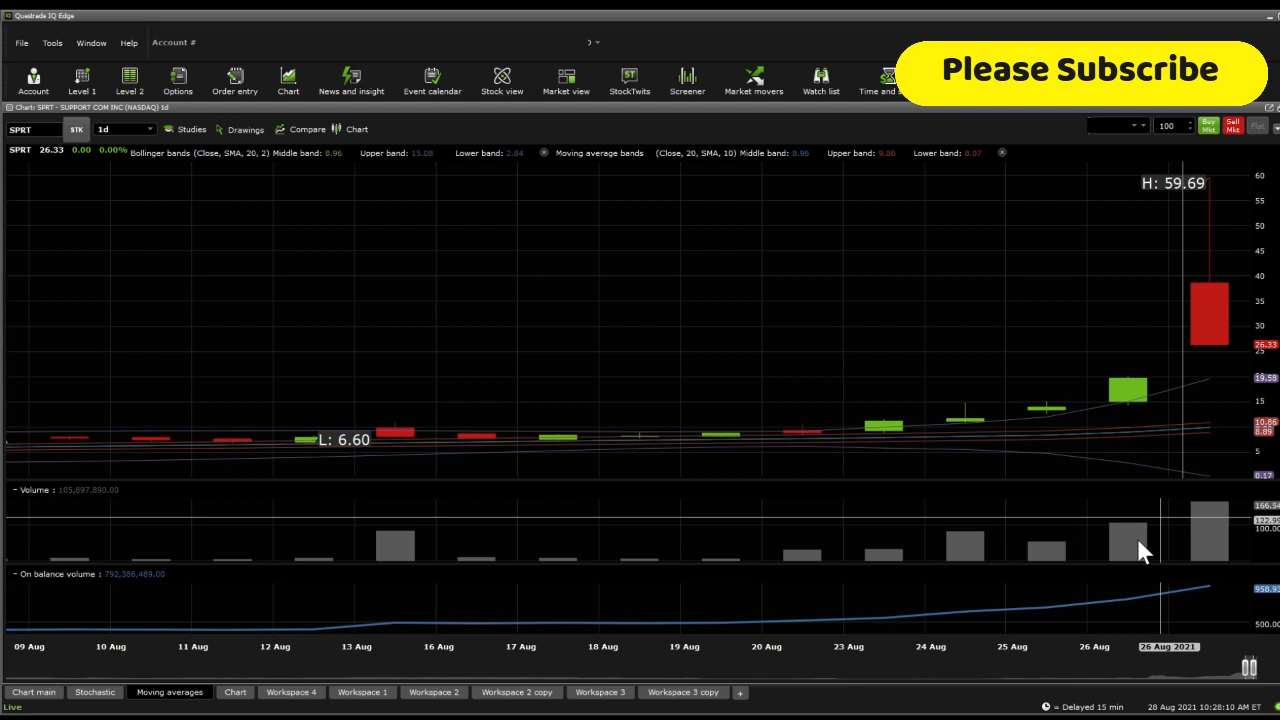 Questrade IQ Edge
File Tools Window Help Account #
Please Subscribe
Account Level 1 Level 2 Options Order entry Chart News and insight Event calendar Stock view Market view StockTwits Screener Market movers Watch list
Chart: SPRT - SUPPORT COM INC (NASDAQ) 1d
SPRT STK 1d Studies Drawings Compare Chart 100 Buy Mkt Sell Mkt Flat
SPRT 26.33 0.00 0.00% Bollinger bands (Close, SMA, 20, 2) Middle band: 8.96 Upper band: 15.08 Lower band: 2.84 Moving average bands (Close, 20, SMA, 10) Middle band: 8.96 Upper band: 9.86 Lower band: 8.07
H: 59.69
60
55
50
45
40
35
30
26.33
25
19.58
15
10.86
8.89
5
0.17
L: 6.60
− Volume : 105,897,890.00
166.54
122.95
100.00
− On balance volume : 792,386,489.00
958.93
500.00
09 Aug 10 Aug 11 Aug 12 Aug 13 Aug 16 Aug 17 Aug 18 Aug 19 Aug 20 Aug 23 Aug 24 Aug 25 Aug 26 Aug 26 Aug 2021
Chart main Stochastic Moving averages Chart Workspace 4 Workspace 1 Workspace 2 Workspace 2 copy Workspace 3 Workspace 3 copy +
Live = Delayed 15 min 28 Aug 2021 10:28:10 AM ET